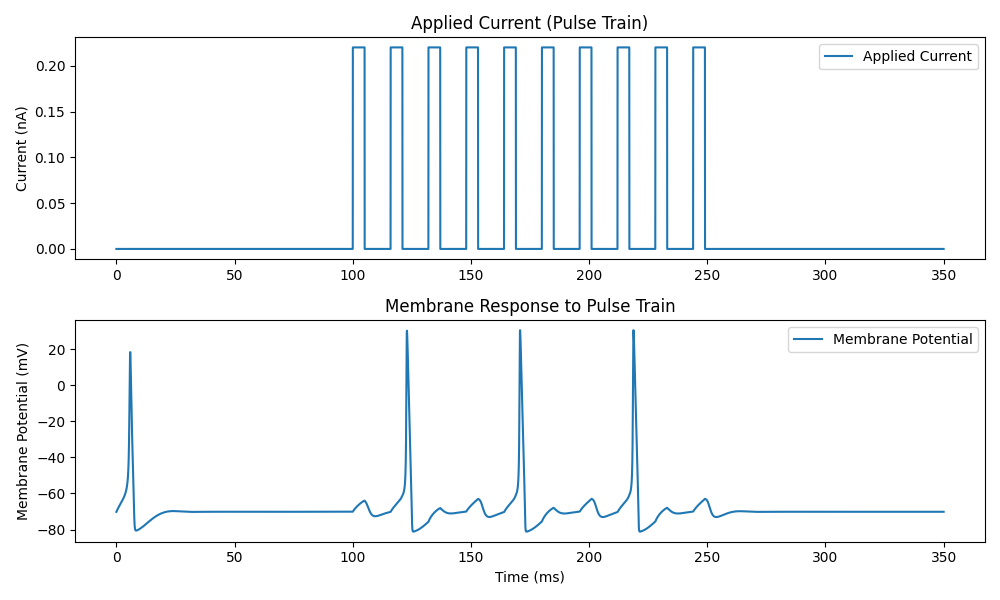 Applied Current (Pulse Train)
Applied Current
Current (nA)
0.20
0.15
0.10
0.05
0.00
0 50 100 150 200 250 300 350
Membrane Response to Pulse Train
Membrane Potential
Membrane Potential (mV)
20
0
−20
−40
−60
−80
0 50 100 150 200 250 300 350
Time (ms)